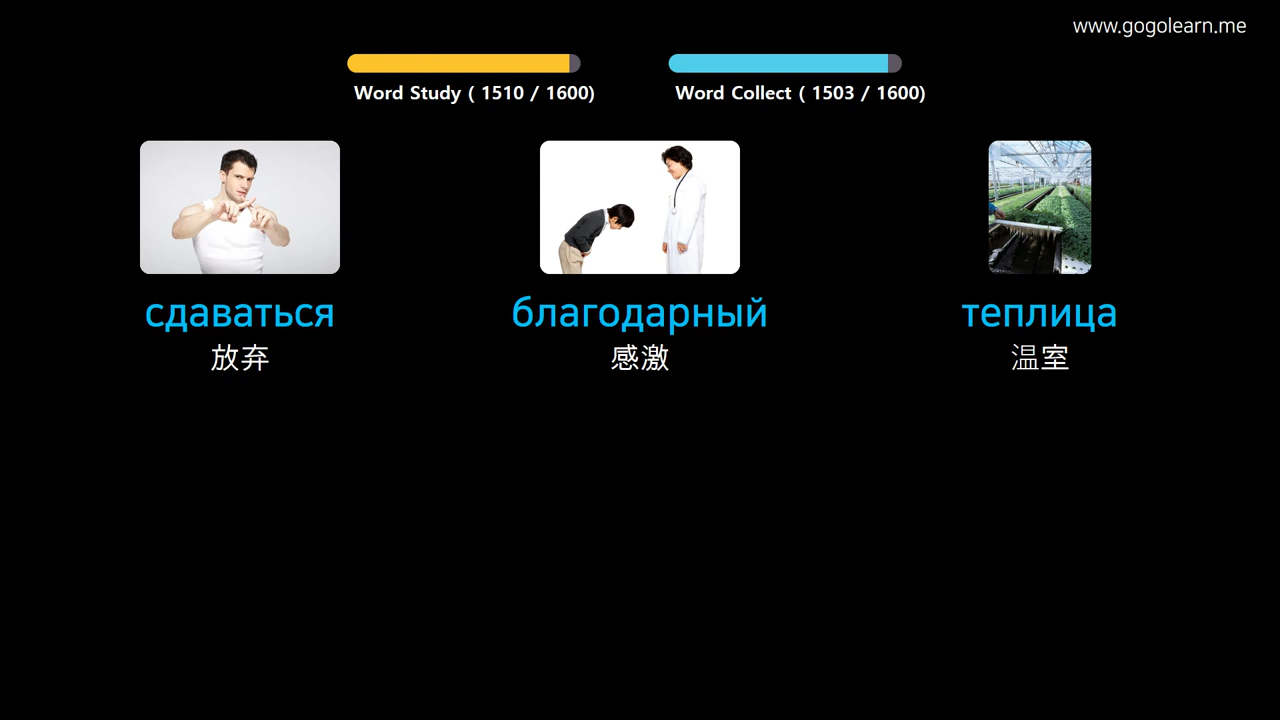 www.gogolearn.me
Word Study ( 1510 / 1600)
Word Collect ( 1503 / 1600)
сдаваться
благодарный
теплица
放弃
感激
温室